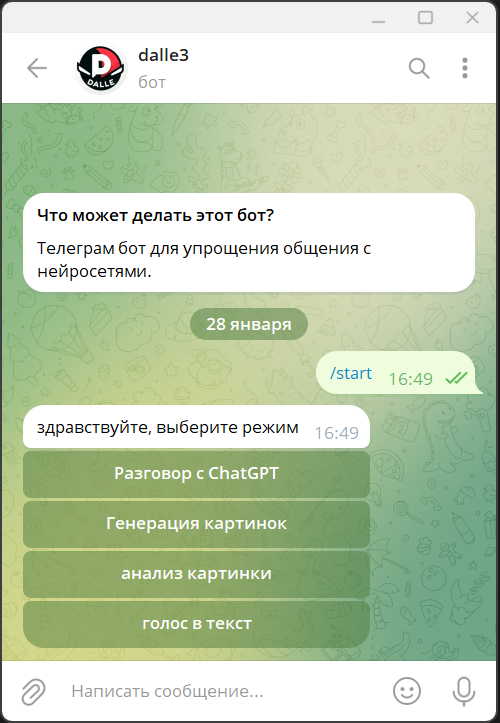 dalle3
бот
DALLE
Что может делать этот бот?
Телеграм бот для упрощения общения с
нейросетями.
28 января
/start 16:49
здравствуйте, выберите режим 16:49
Разговор с ChatGPT
Генерация картинок
анализ картинки
голос в текст
Написать сообщение...